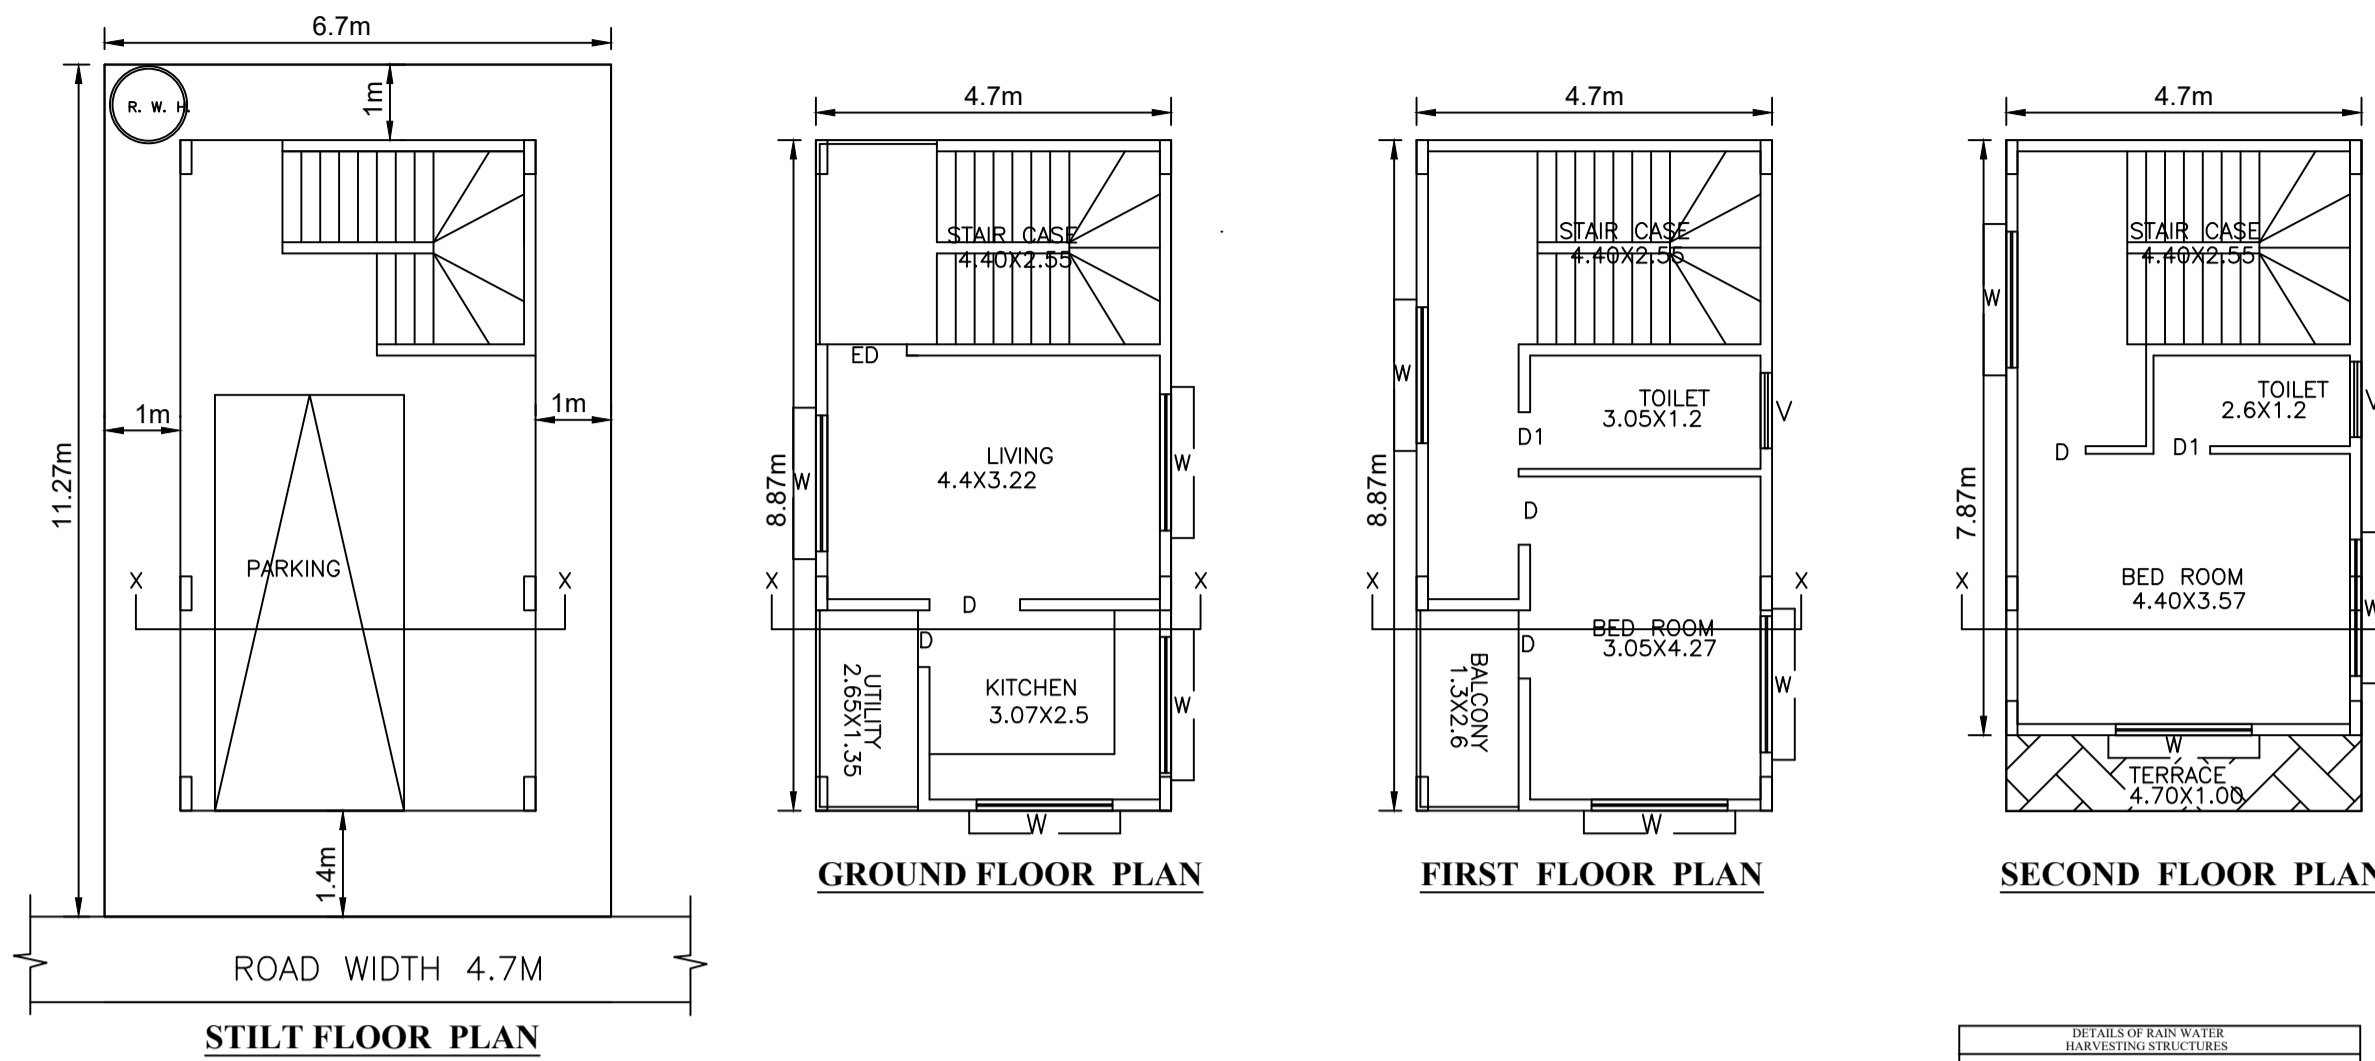 6.7m
R. W. H.
1m
1m
1m
11.27m
PARKING
X
X
1.4m
ROAD WIDTH 4.7M
STILT FLOOR PLAN
4.7m
STAIR CASE
4.40X2.55
ED
LIVING
4.4X3.22
W
W
8.87m
X
X
D
D
UTILITY
2.65X1.35
KITCHEN
3.07X2.5
W
W
GROUND FLOOR PLAN
4.7m
STAIR CASE
4.40X2.55
W
TOILET
3.05X1.2
V
D1
8.87m
D
X
X
BED ROOM
3.05X4.27
D
BALCONY
1.3X2.6
W
W
FIRST FLOOR PLAN
4.7m
STAIR CASE
4.40X2.55
W
TOILET
2.6X1.2
V
D
D1
7.87m
X
BED ROOM
4.40X3.57
W
W
TERRACE
4.70X1.00
SECOND FLOOR PLAN
DETAILS OF RAIN WATER
HARVESTING STRUCTURES